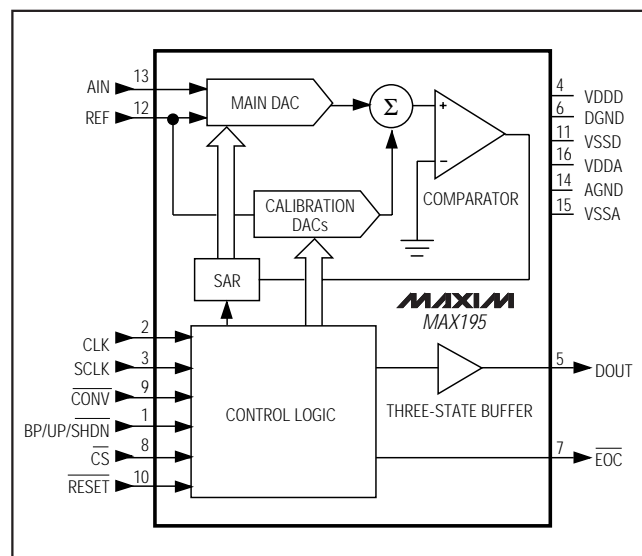 AIN
13
REF
12
MAIN DAC
Σ
+
−
COMPARATOR
CALIBRATION
DACs
SAR
MAXIM
MAX195
4
VDDD
6
DGND
11
VSSD
16
VDDA
14
AGND
15
VSSA
CLK
2
SCLK
3
CONV
9
BP/UP/SHDN
1
CS
8
RESET
10
CONTROL LOGIC
THREE-STATE BUFFER
5
DOUT
7
EOC